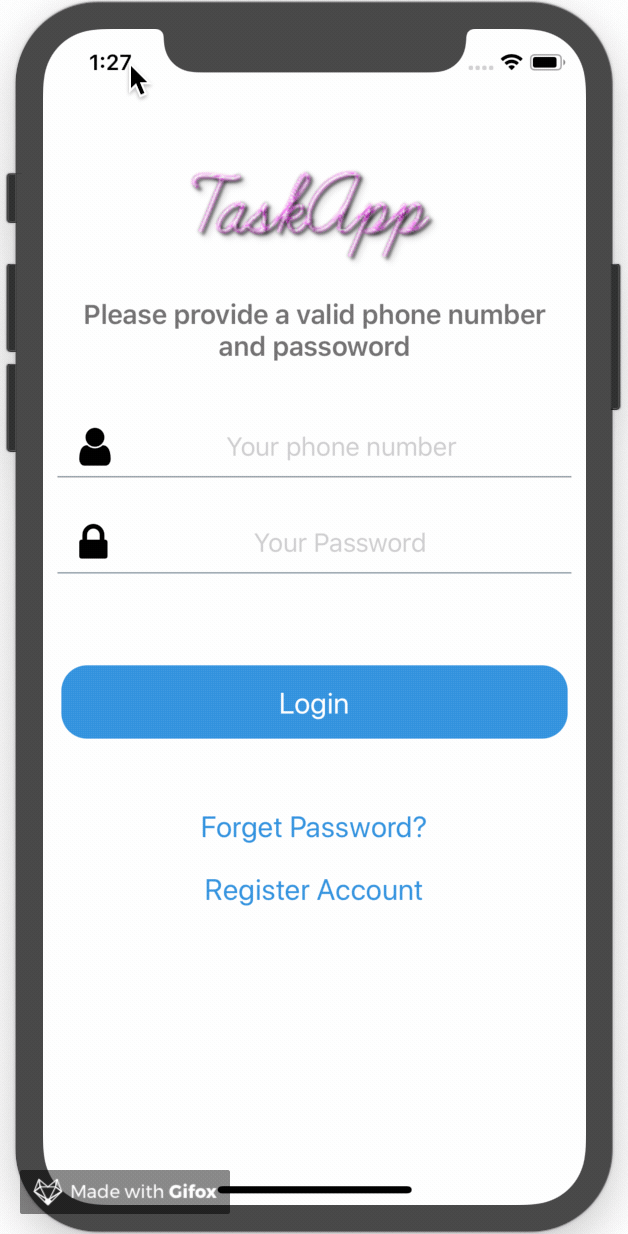 1:27
TaskApp
Please provide a valid phone number
and passoword
Your phone number
Your Password
Login
Forget Password?
Register Account
Made with Gifox